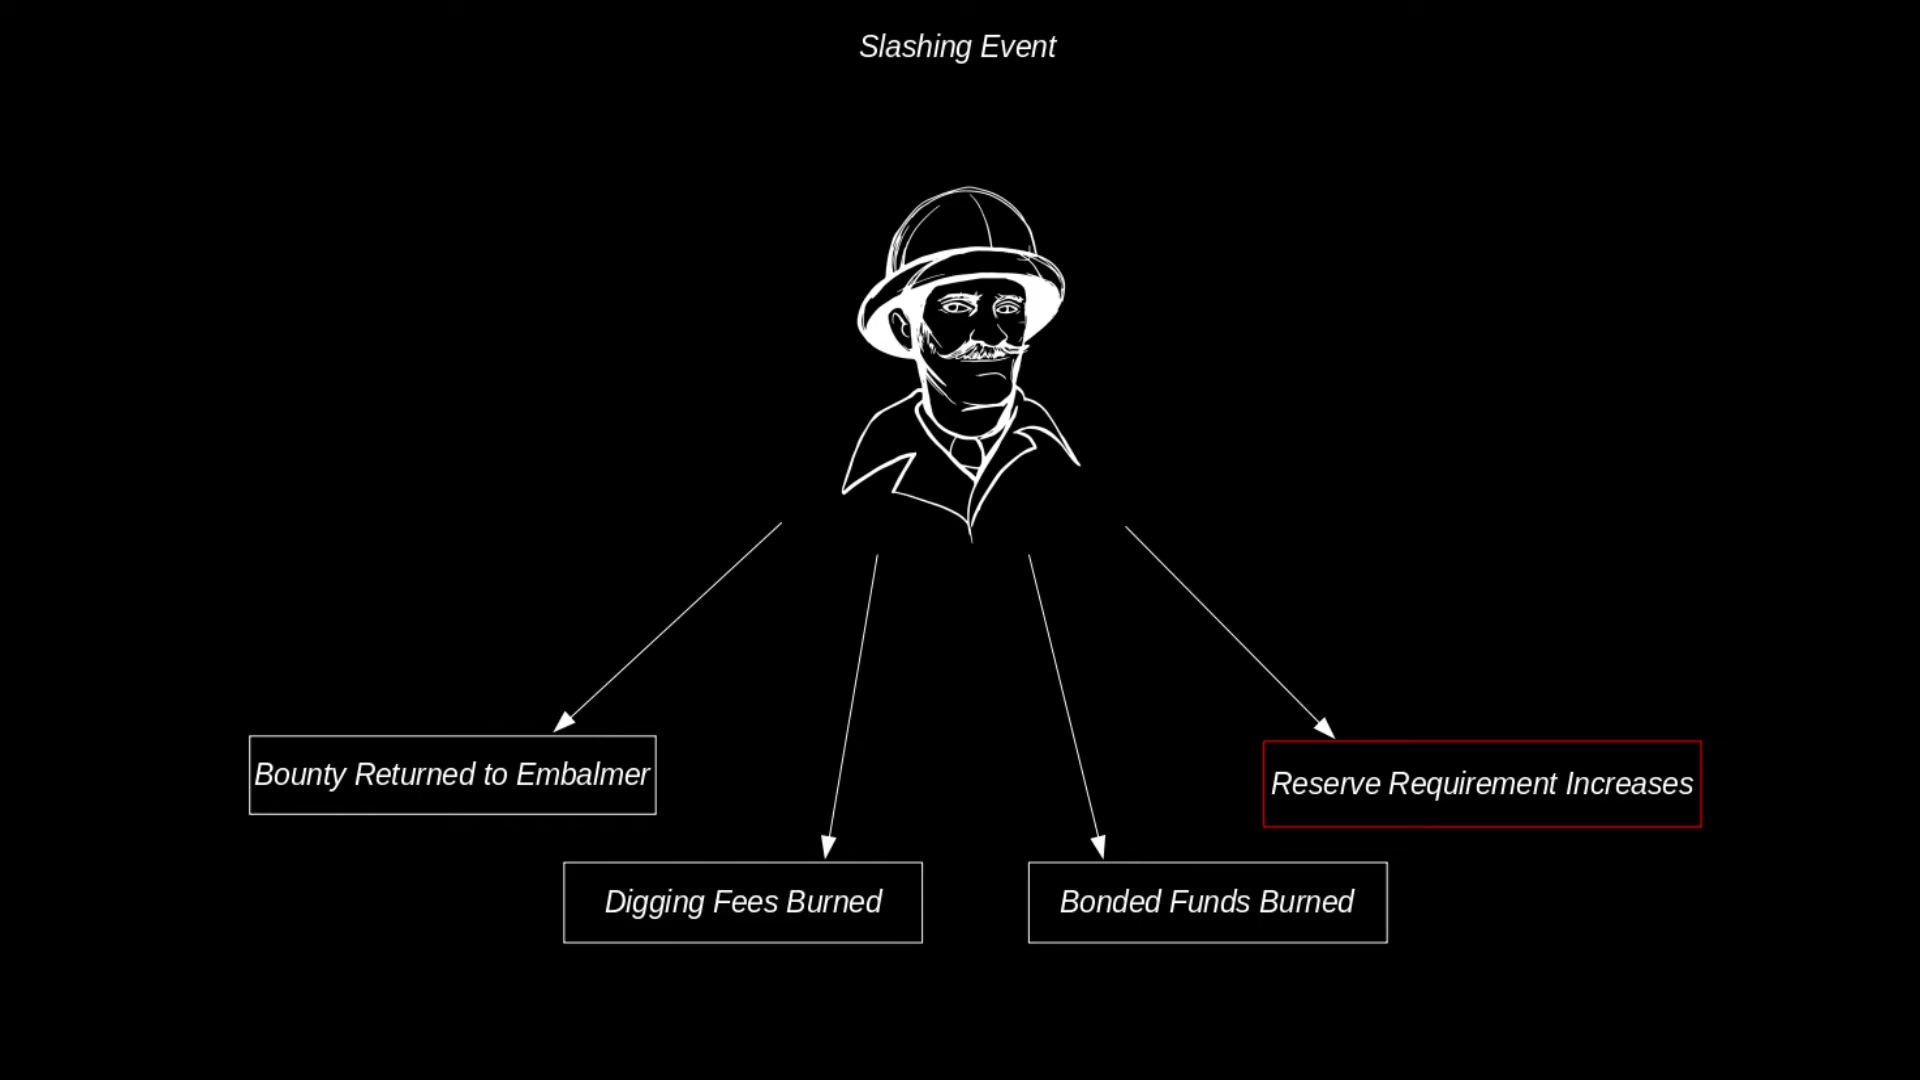 Slashing Event
Bounty Returned to Embalmer
Reserve Requirement Increases
Digging Fees Burned
Bonded Funds Burned